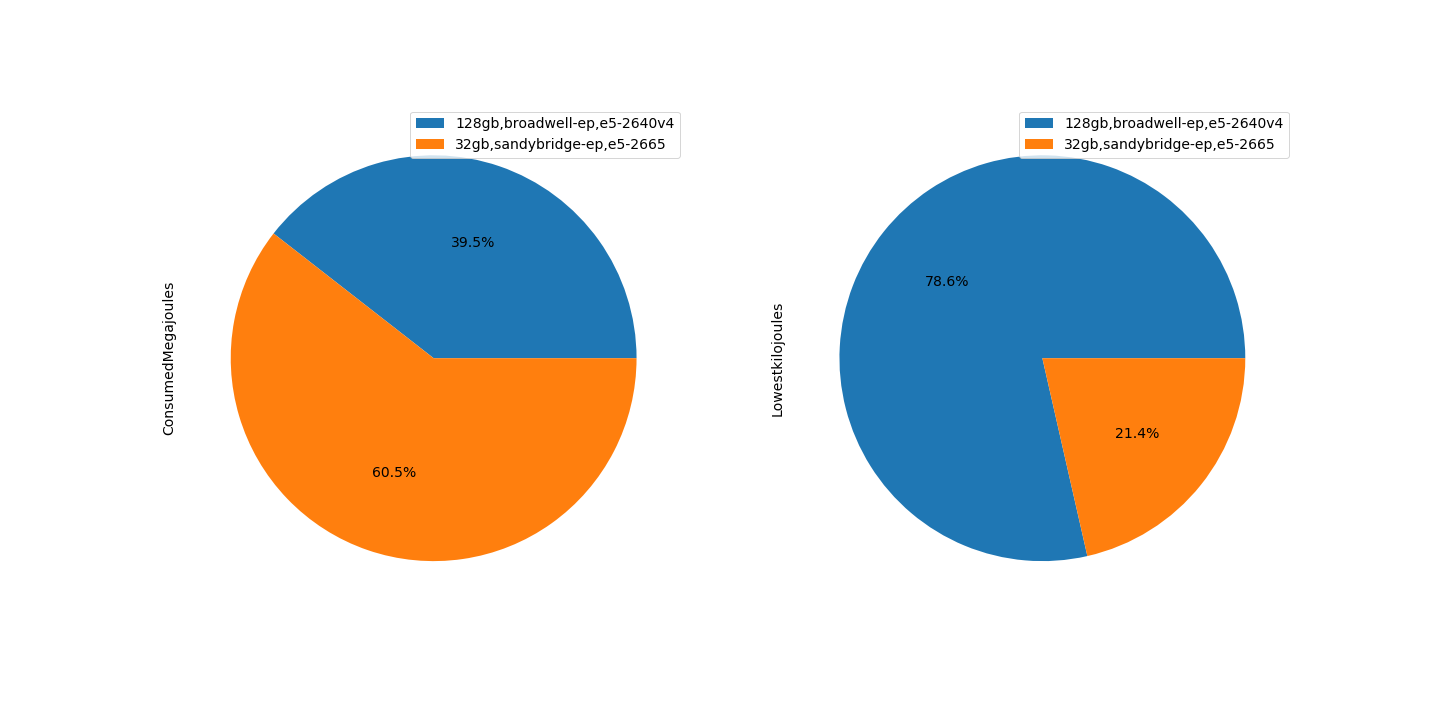 128gb,broadwell-ep,e5-2640v4
32gb,sandybridge-ep,e5-2665
39.5%
60.5%
ConsumedMegajoules
128gb,broadwell-ep,e5-2640v4
32gb,sandybridge-ep,e5-2665
78.6%
21.4%
Lowestkilojoules